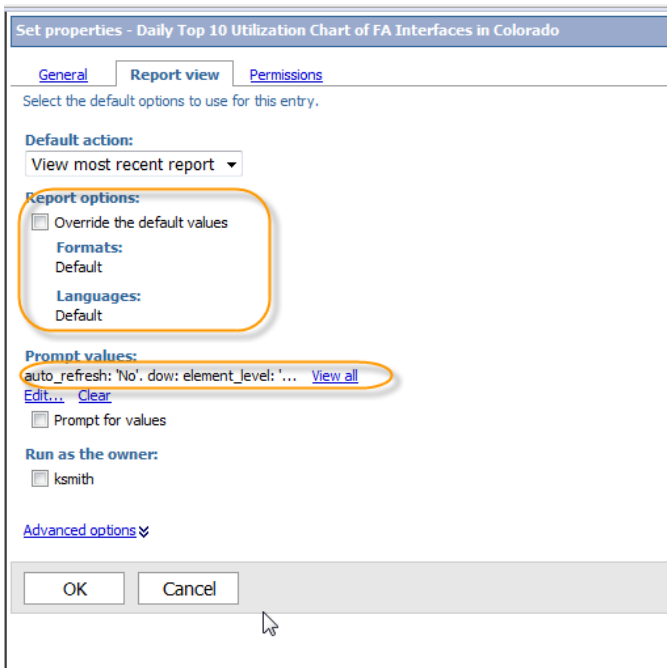 Set properties - Daily Top 10 Utilization Chart of FA Interfaces in Colorado
General Report view Permissions
Select the default options to use for this entry.
Default action:
View most recent report
Report options:
Override the default values
Formats:
Default
Languages:
Default
Prompt values:
auto_refresh: 'No'. dow: element_level: '... View all
Edit... Clear
Prompt for values
Run as the owner:
ksmith
Advanced options
OK Cancel